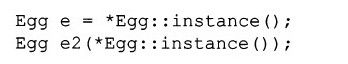 Egg e = *Egg::instance();
Egg e2(*Egg::instance());